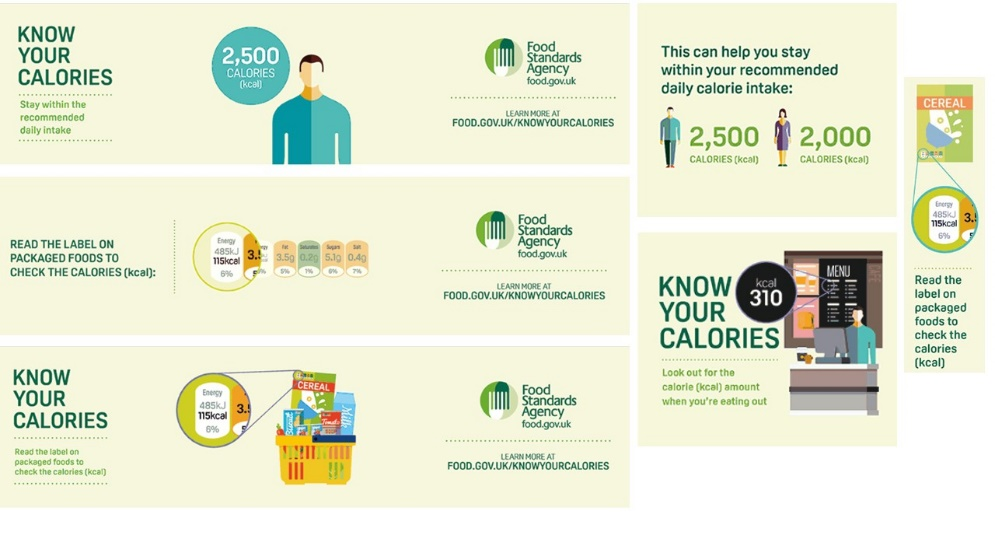 KNOW
YOUR
CALORIES
Stay within the
recommended
daily intake
2,500
CALORIES
(kcal)
Food
Standards
Agency
food.gov.uk
LEARN MORE AT
FOOD.GOV.UK/KNOWYOURCALORIES
READ THE LABEL ON
PACKAGED FOODS TO
CHECK THE CALORIES (kcal):
Energy
485kJ
115kcal
6%
3.
Fat
3.5g
5%
Saturates
0.2g
1%
Sugars
5.1g
6%
Salt
0.4g
7%
Food
Standards
Agency
food.gov.uk
LEARN MORE AT
FOOD.GOV.UK/KNOWYOURCALORIES
KNOW
YOUR
CALORIES
Read the label on
packaged foods to
check the calories (kcal)
Energy
485kJ
115kcal
6%
3.
CEREAL
Milk
Food
Standards
Agency
food.gov.uk
LEARN MORE AT
FOOD.GOV.UK/KNOWYOURCALORIES
This can help you stay
within your recommended
daily calorie intake:
2,500
CALORIES (kcal)
2,000
CALORIES (kcal)
KNOW
YOUR
CALORIES
kcal
310
MENU
Look out for the
calorie (kcal) amount
when you're eating out
CEREAL
Energy
485kJ
115kcal
6%
3.
Read the
label on
packaged
foods to
check the
calories
(kcal)